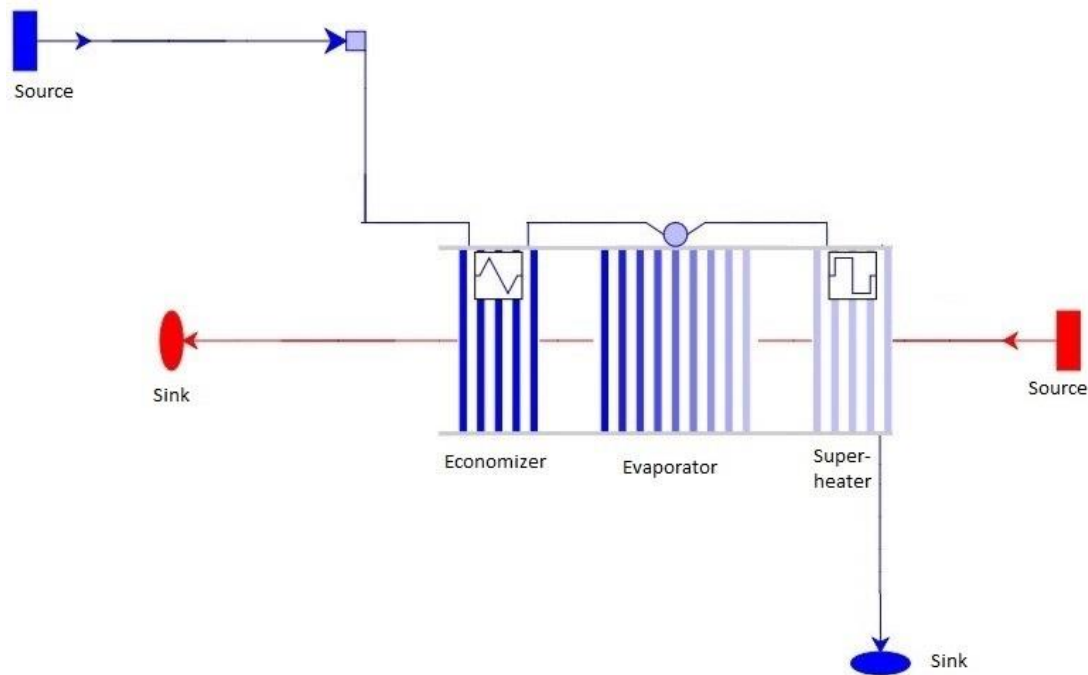 Source
Sink
Source
Economizer
Evaporator
Super-
heater
Sink